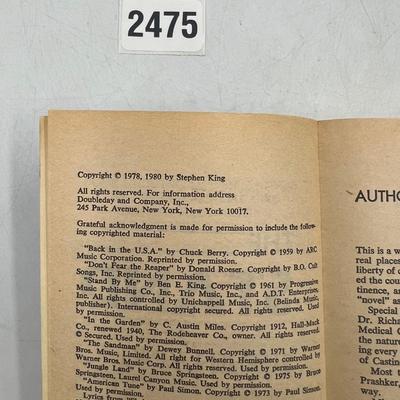 2475
Copyright © 1978, 1980 by Stephen King
All rights reserved. For information address
Doubleday and Company, Inc.,
245 Park Avenue, New York, New York 10017.
Grateful acknowledgment is made for permission to include the follow-
ing copyrighted material:
"Back in the U.S.A." by Chuck Berry. Copyright © 1959 by ARC
Music Corporation. Reprinted by permission.
"Don't Fear the Reaper" by Donald Roeser. Copyright © by B.O. Cult
Songs, Inc. Reprinted by permission.
"Stand By Me" by Ben E. King. Copyright © 1961 by Progressive
Music Publishing Co., Inc., Trio Music, Inc., and A.D.T. Enterprises,
Inc. All rights controlled by Unichappell Music, Inc. (Belinda Music,
publisher). International copyright secured. All rights reserved. Used
by permission.
"In the Garden" by C. Austin Miles. Copyright 1912, Hall-Mack
Co., renewed 1940, The Rodeheaver Co., owner. All rights reserved.
© Secured. Used by permission.
"The Sandman" by Dewey Bunnell. Copyright © 1971 by Warner
Bros. Music, Limited. All right for Western Hemisphere controlled by
Warner Bros. Music Corp. All rights reserved. Used by permission.
"Jungle Land" by Bruce Springsteen. Copyright © 1975 by Bruce
Springsteen, Laurel Canyon Music. Used by permission.
"American Tune" by Paul Simon. Copyright © 1973 by Paul Simon.
Used by permission.
Lyrics from
AUTHO
This is a w
real places
liberty of c
ed the cou
tinence, an
"novel" as
Special
Dr. Richar
Medical C
the nature
ing every
of Castin
Most t
Prashker,
and